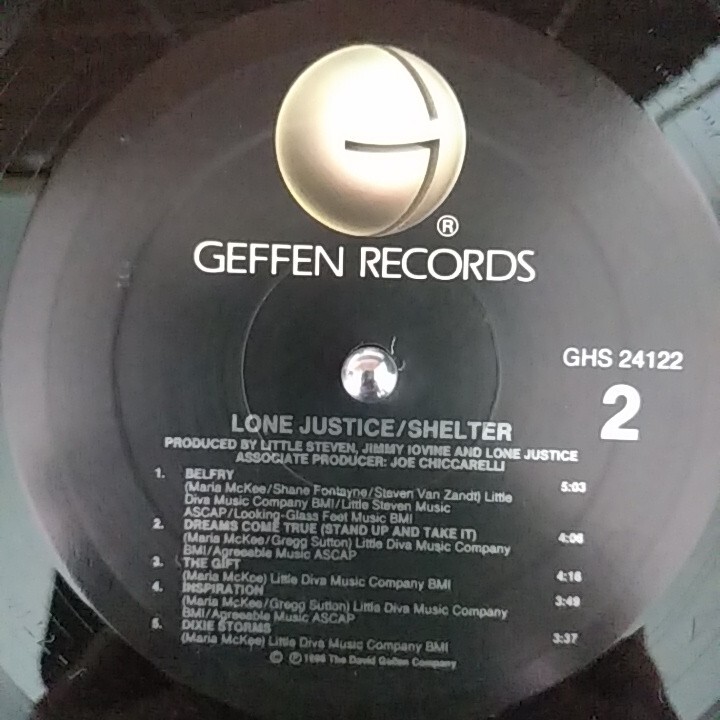 ®
GEFFEN RECORDS
GHS 24122
2
LONE JUSTICE/SHELTER
PRODUCED BY LITTLE STEVEN, JIMMY IOVINE AND LONE JUSTICE
ASSOCIATE PRODUCER: JOE CHICCARELLI
1. BELFRY 5:03
(Maria McKee/Shane Fontayne/Steven Van Zandt) Little
Diva Music Company BMI/Little Steven Music
ASCAP/Looking-Glass Feet Music BMI
2. DREAMS COME TRUE (STAND UP AND TAKE IT) 4:06
(Maria McKee/Gregg Sutton) Little Diva Music Company
BMI/Agreeable Music ASCAP
3. THE GIFT 4:16
(Maria McKee) Little Diva Music Company BMI
4. INSPIRATION 3:49
(Maria McKee/Gregg Sutton) Little Diva Music Company
BMI/Agreeable Music ASCAP
5. DIXIE STORMS 3:37
(Maria McKee) Little Diva Music Company BMI
© ℗ 1986 The David Geffen Company